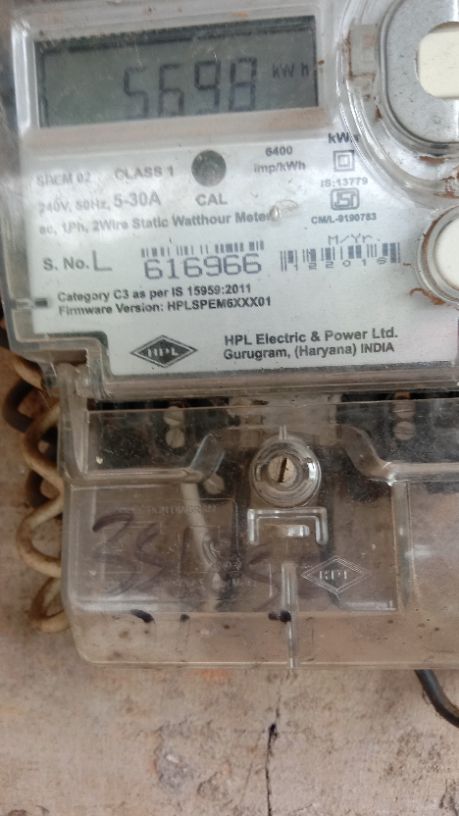 5698 kWh
kWh
6400
imp/kWh
SPEM 02 CLASS 1
IS:13779
240V, 50Hz, 5-30A CAL
ac, 1Ph, 2Wire Static Watthour Meter
CM/L-9190783
M/Yr
S. No. L 616966
Category C3 as per IS 15959:2011
Firmware Version: HPLSPEM6XXX01
HPL
HPL Electric & Power Ltd.
Gurugram, (Haryana) INDIA
HPL